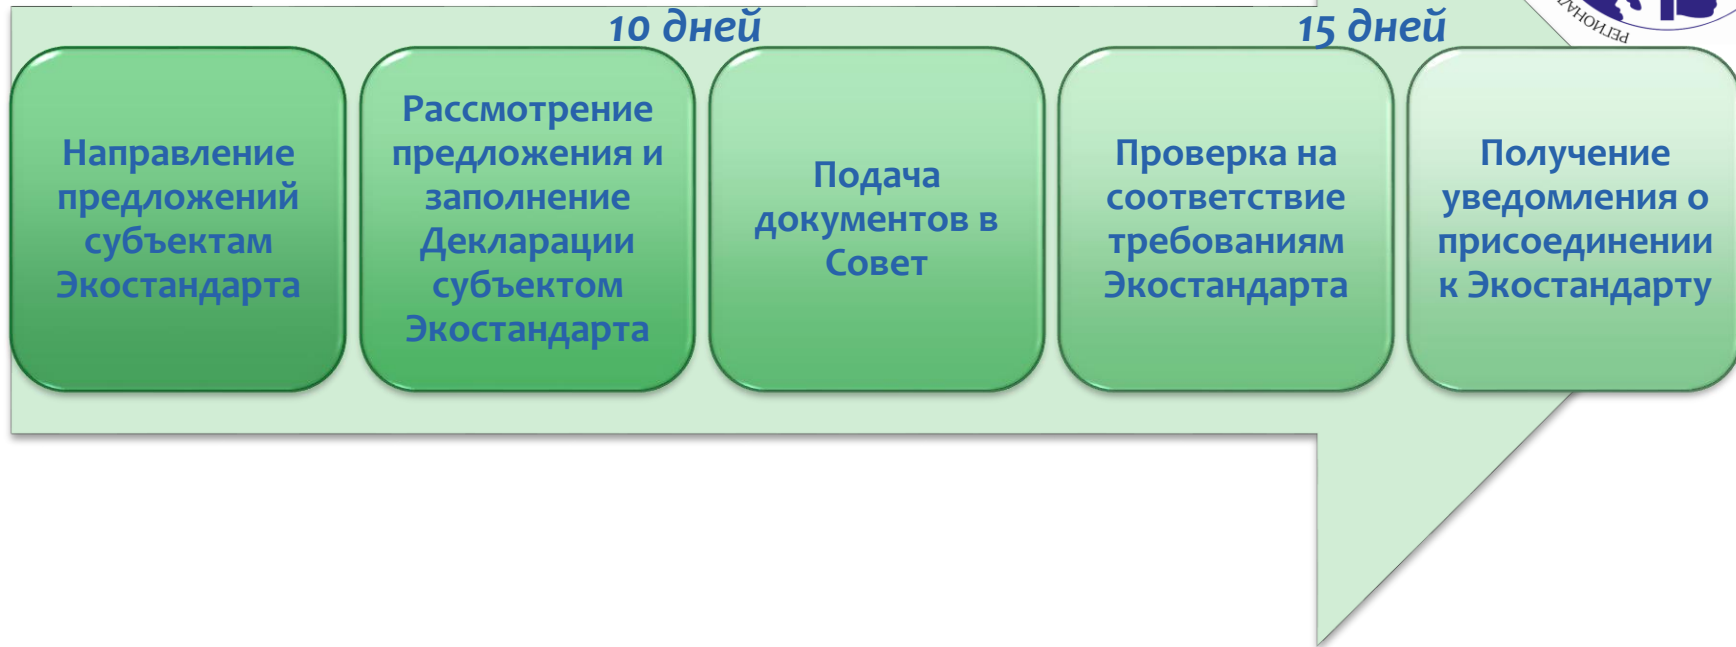 10 дней
15 дней
Направление
предложений
субъектам
Экостандарта
Рассмотрение
предложения и
заполнение
Декларации
субъектом
Экостандарта
Подача
документов в
Совет
Проверка на
соответствие
требованиям
Экостандарта
Получение
уведомления о
присоединении
к Экостандарту